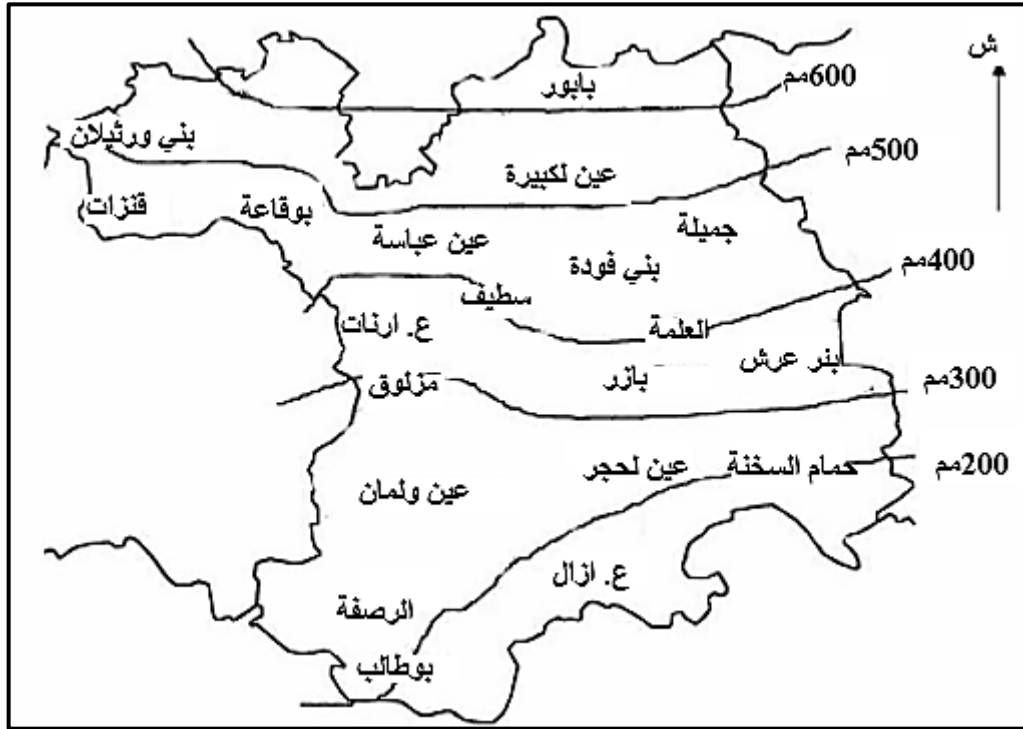 ش
600مم
بابور
بني ورثيلان
500مم
عين لكبيرة
قنزات
بوقاعة
جميلة
عين عباسة
بني فودة
400مم
سطيف
العلمة
ع. ارنات
بئر عرش
بازر
مزلوق
300مم
حمام السخنة
200مم
عين لحجر
عين ولمان
ع. ازال
الرصفة
بوطالب